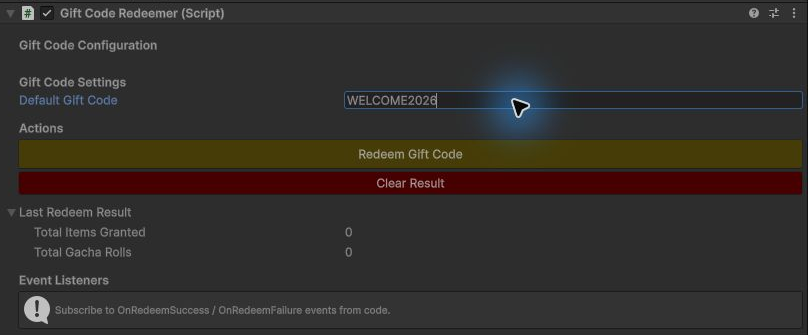 Gift Code Redeemer (Script)
Gift Code Configuration
Gift Code Settings
Default Gift Code WELCOME2026
Actions
Redeem Gift Code
Clear Result
Last Redeem Result
Total Items Granted 0
Total Gacha Rolls 0
Event Listeners
Subscribe to OnRedeemSuccess / OnRedeemFailure events from code.